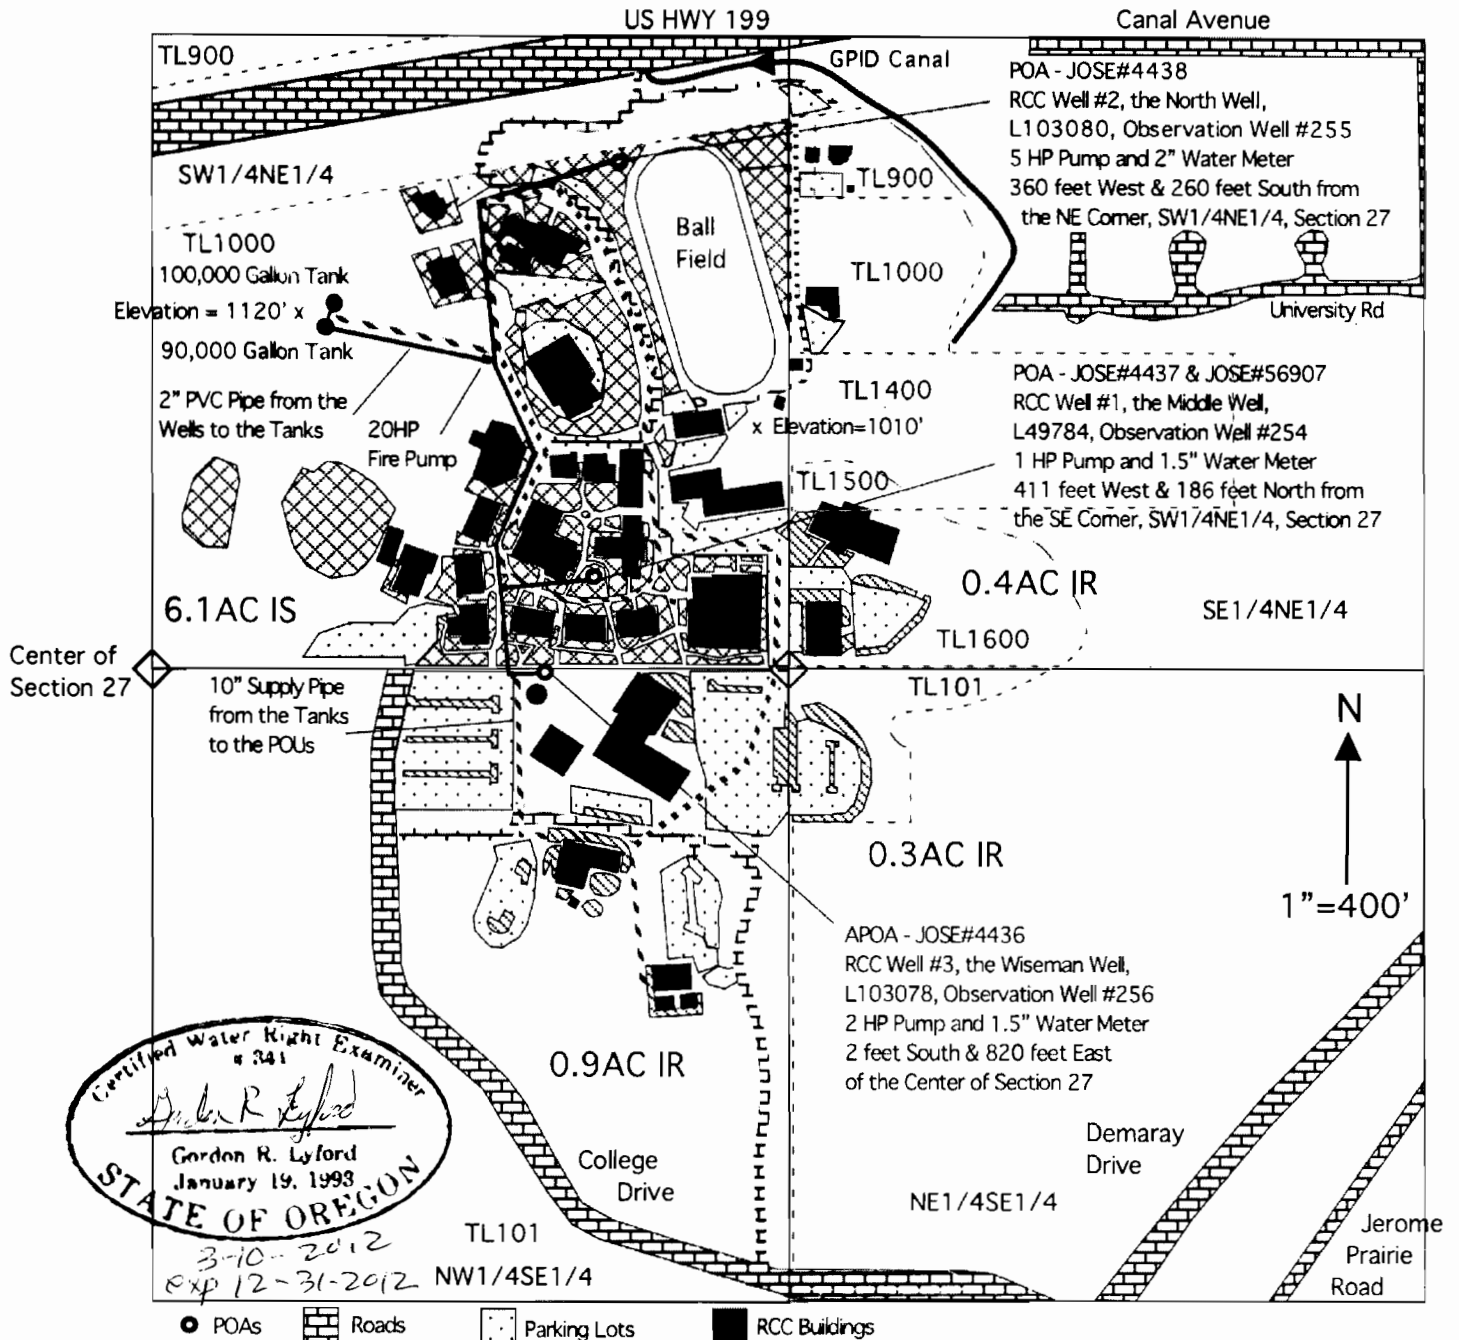 US HWY 199
Canal Avenue
TL900
GPID Canal
POA - JOSE#4438
RCC Well #2, the North Well,
L103080, Observation Well #255
5 HP Pump and 2" Water Meter
360 feet West & 260 feet South from
the NE Corner, SW1/4NE1/4, Section 27
SW1/4NE1/4
TL900
Ball
Field
TL1000
TL1000
100,000 Gallon Tank
Elevation = 1120' x
90,000 Gallon Tank
University Rd
2" PVC Pipe from the
Wells to the Tanks
20HP
Fire Pump
TL1400
x Elevation=1010'
POA - JOSE#4437 & JOSE#56907
RCC Well #1, the Middle Well,
L49784, Observation Well #254
1 HP Pump and 1.5" Water Meter
411 feet West & 186 feet North from
the SE Corner, SW1/4NE1/4, Section 27
TL1500
6.1AC IS
0.4AC IR
SE1/4NE1/4
TL1600
Center of
Section 27
10" Supply Pipe
from the Tanks
to the POUs
TL101
N
1"=400'
0.3AC IR
APOA - JOSE#4436
RCC Well #3, the Wiseman Well,
L103078, Observation Well #256
2 HP Pump and 1.5" Water Meter
2 feet South & 820 feet East
of the Center of Section 27
0.9AC IR
Certified Water Right Examiner
# 341
Gordon R Lyford
Gordon R. Lyford
January 19, 1993
STATE OF OREGON
3-10-2012
exp 12-31-2012
College
Drive
Demaray
Drive
NE1/4SE1/4
TL101
NW1/4SE1/4
Jerome
Prairie
Road
POAs
Roads
Parking Lots
RCC Buildings